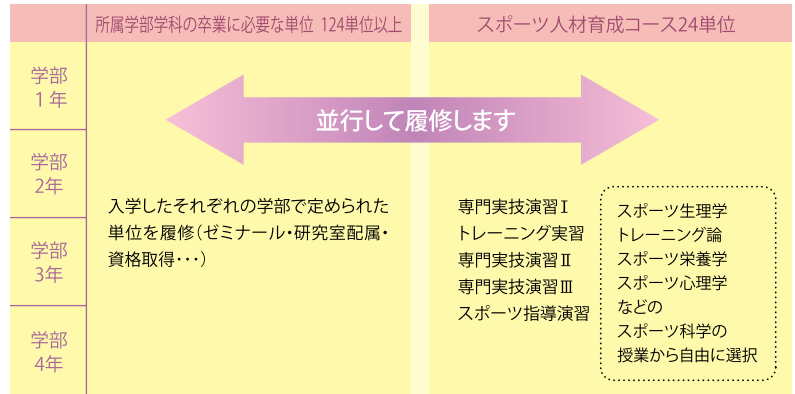 所属学部学科の卒業に必要な単位 124単位以上
スポーツ人材育成コース24単位
学部
1年
学部
2年
学部
3年
学部
4年
並行して履修します
入学したそれぞれの学部で定められた
単位を履修(ゼミナール・研究室配属・
資格取得・・・)
専門実技演習Ⅰ
トレーニング実習
専門実技演習Ⅱ
専門実技演習Ⅲ
スポーツ指導演習
スポーツ生理学
トレーニング論
スポーツ栄養学
スポーツ心理学
などの
スポーツ科学の
授業から自由に選択